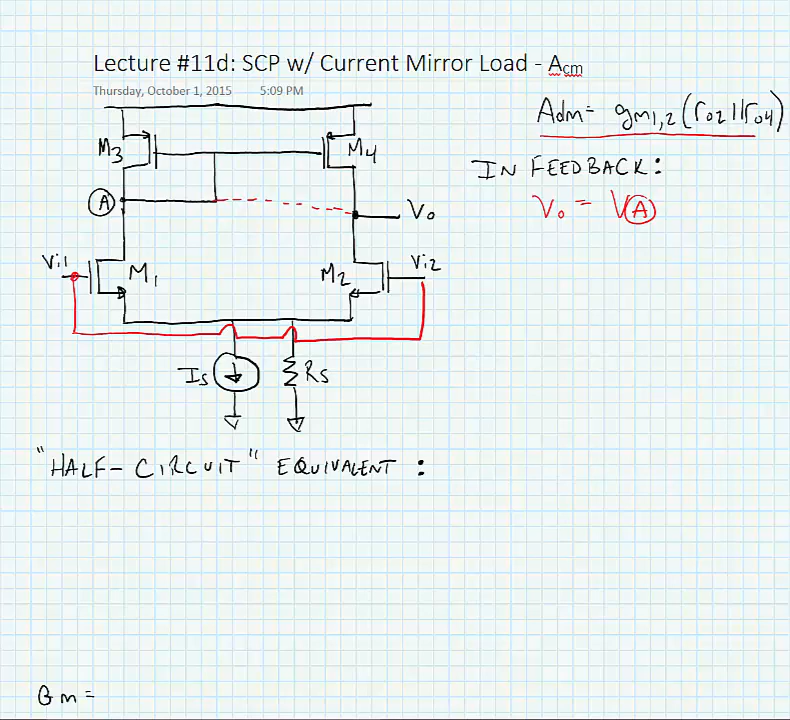 Lecture #11d: SCP w/ Current Mirror Load - Acm
Thursday, October 1, 2015 5:09 PM
Adm = gm1,2 (ro2||ro4)
IN FEEDBACK:
Vo = VA
M3
M4
A
Vo
Vi1
M1
M2
Vi2
Is
Rs
"HALF-CIRCUIT" EQUIVALENT:
Gm =